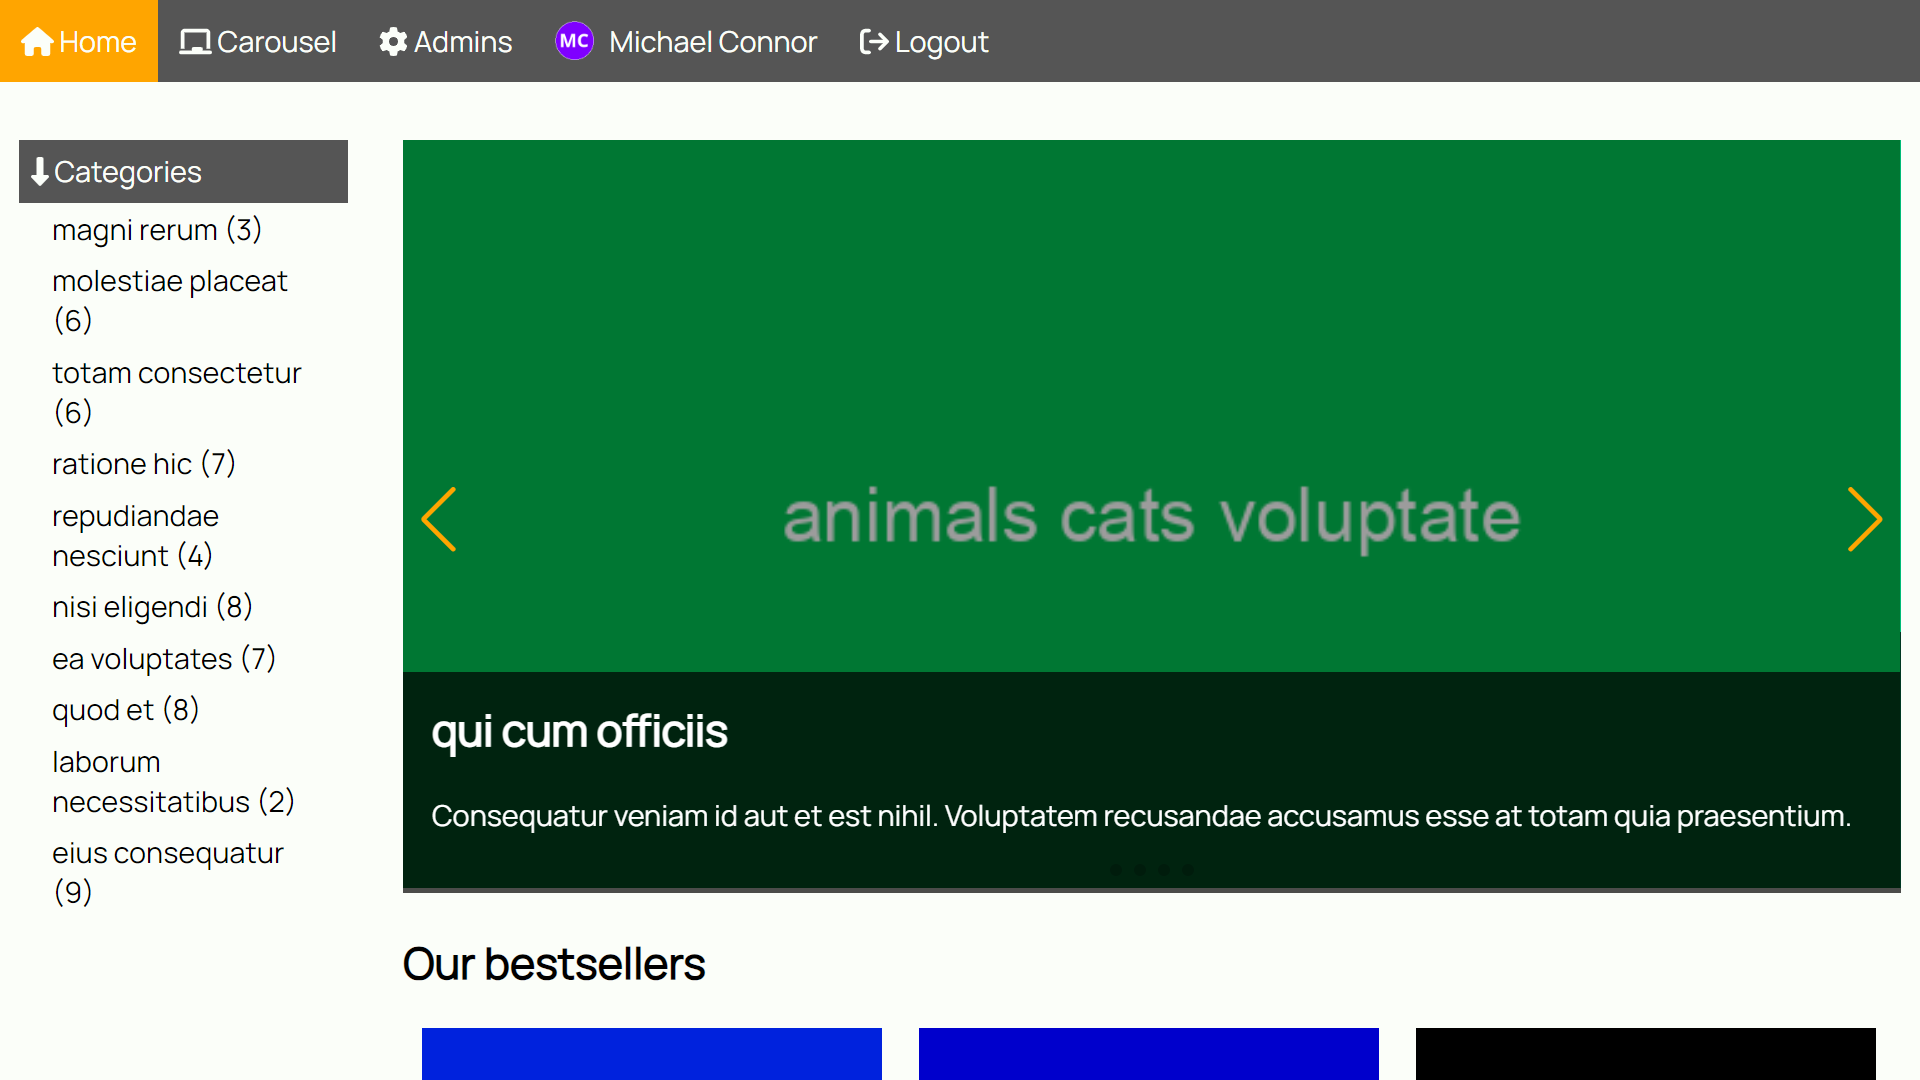 Home Carousel Admins MC Michael Connor Logout
Categories
magni rerum (3)
molestiae placeat
(6)
totam consectetur
(6)
ratione hic (7)
repudiandae
nesciunt (4)
nisi eligendi (8)
ea voluptates (7)
quod et (8)
laborum
necessitatibus (2)
eius consequatur
(9)
animals cats voluptate
qui cum officiis
Consequatur veniam id aut et est nihil. Voluptatem recusandae accusamus esse at totam quia praesentium.
Our bestsellers